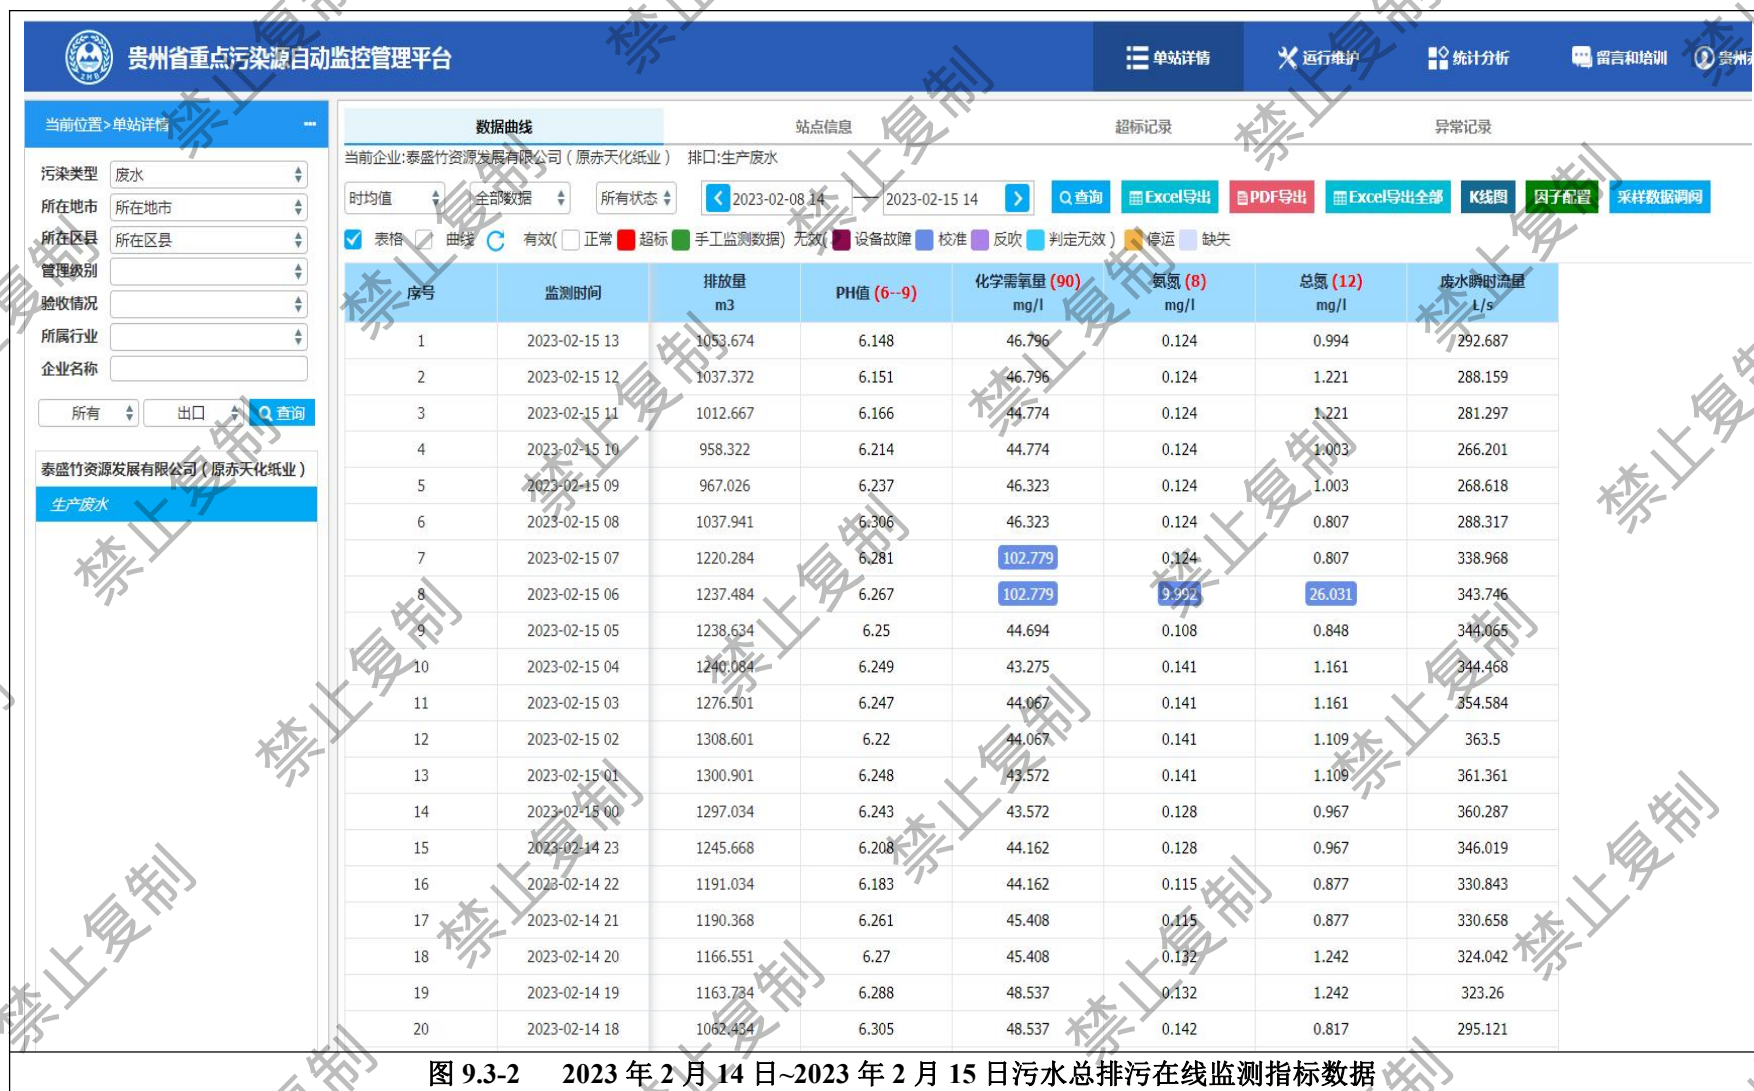 贵州省重点污染源自动监控管理平台
单站详情 运行维护 统计分析 留言和培训
当前位置>单站详情
数据曲线 站点信息 超标记录 异常记录
当前企业:泰盛竹资源发展有限公司（原赤天化纸业） 排口:生产废水
污染类型 废水
所在地市 所在地市
所在区县 所在区县
管理级别
验收情况
所属行业
企业名称
所有 出口 查询
泰盛竹资源发展有限公司（原赤天化纸业）
生产废水
时均值 全部数据 所有状态 2023-02-08 14 2023-02-15 14 查询 Excel导出 PDF导出 Excel导出全部 K线图 因子配置 采样数据调阅
表格 曲线 有效( 正常 超标 手工监测数据) 无效( 设备故障 校准 反吹 判定无效 ) 停运 缺失
序号 监测时间 排放量 m3 PH值 (6--9) 化学需氧量 (90) mg/l 氨氮 (8) mg/l 总氮 (12) mg/l 废水瞬时流量 L/s
1 2023-02-15 13 1053.674 6.148 46.796 0.124 0.994 292.687
2 2023-02-15 12 1037.372 6.151 46.796 0.124 1.221 288.159
3 2023-02-15 11 1012.667 6.166 44.774 0.124 1.221 281.297
4 2023-02-15 10 958.322 6.214 44.774 0.124 1.003 266.201
5 2023-02-15 09 967.026 6.237 46.323 0.124 1.003 268.618
6 2023-02-15 08 1037.941 6.306 46.323 0.124 0.807 288.317
7 2023-02-15 07 1220.284 6.281 102.779 0.124 0.807 338.968
8 2023-02-15 06 1237.484 6.267 102.779 9.992 26.031 343.746
9 2023-02-15 05 1238.634 6.25 44.694 0.108 0.848 344.065
10 2023-02-15 04 1240.084 6.249 43.275 0.141 1.161 344.468
11 2023-02-15 03 1276.501 6.247 44.067 0.141 1.161 354.584
12 2023-02-15 02 1308.601 6.22 44.067 0.141 1.109 363.5
13 2023-02-15 01 1300.901 6.248 43.572 0.141 1.109 361.361
14 2023-02-15 00 1297.034 6.243 43.572 0.128 0.967 360.287
15 2023-02-14 23 1245.668 6.208 44.162 0.128 0.967 346.019
16 2023-02-14 22 1191.034 6.183 44.162 0.115 0.877 330.843
17 2023-02-14 21 1190.368 6.261 45.408 0.115 0.877 330.658
18 2023-02-14 20 1166.551 6.27 45.408 0.132 1.242 324.042
19 2023-02-14 19 1163.734 6.288 48.537 0.132 1.242 323.26
20 2023-02-14 18 1062.434 6.305 48.537 0.142 0.817 295.121
图 9.3-2 2023 年 2 月 14 日~2023 年 2 月 15 日污水总排污在线监测指标数据
禁止复制